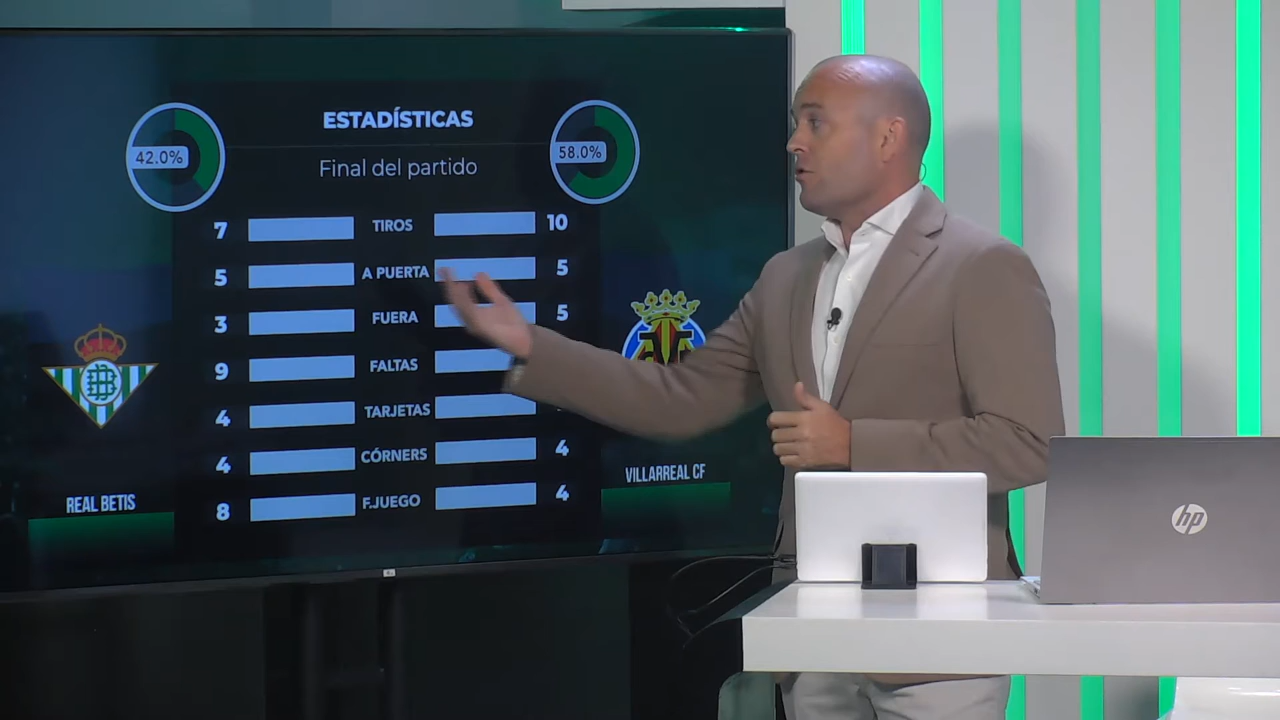 ESTADÍSTICAS
42.0%
58.0%
Final del partido
7 TIROS 10
5 A PUERTA 5
3 FUERA 5
9 FALTAS
4 TARJETAS
4 CÓRNERS 4
8 F.JUEGO 4
REAL BETIS
VILLARREAL CF
hp